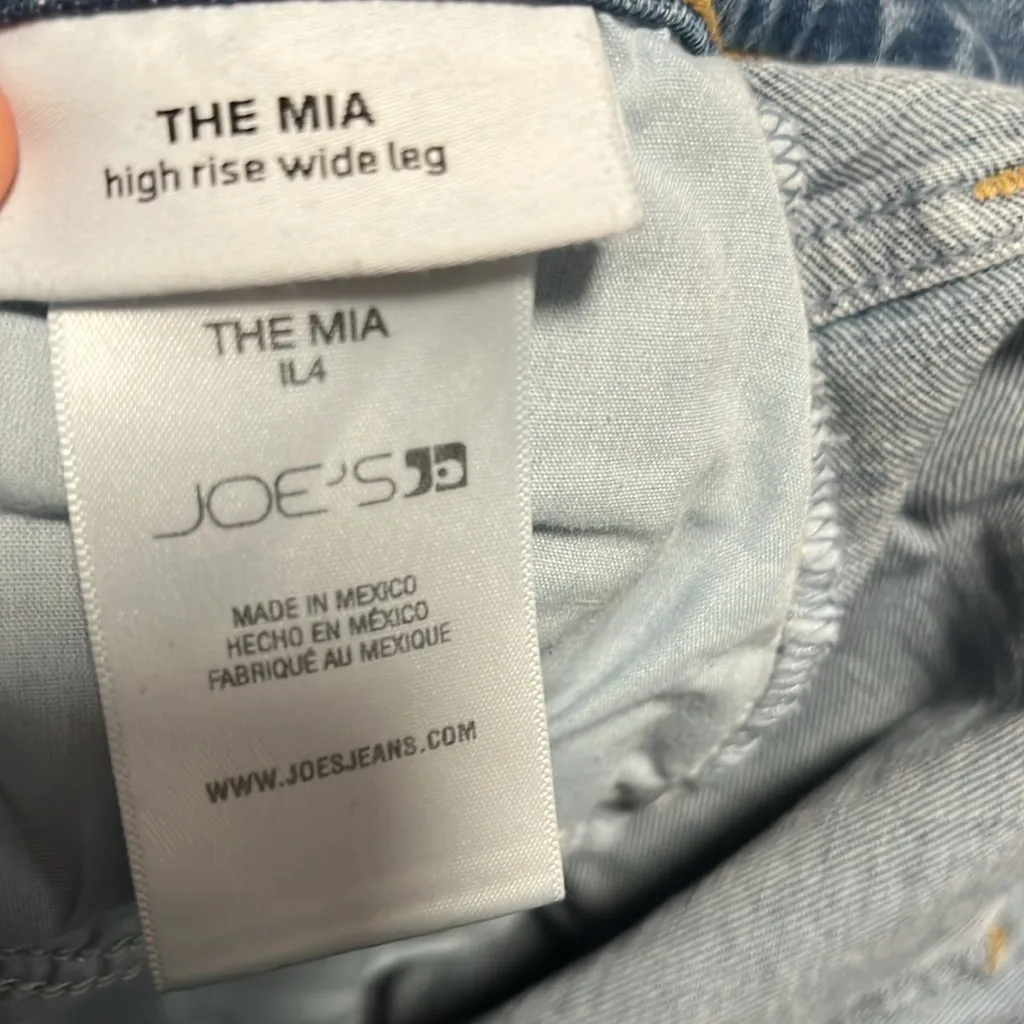 THE MIA
high rise wide leg
THE MIA
IL4
JOE'S
MADE IN MEXICO
HECHO EN MÉXICO
FABRIQUÉ AU MEXIQUE
WWW.JOESJEANS.COM